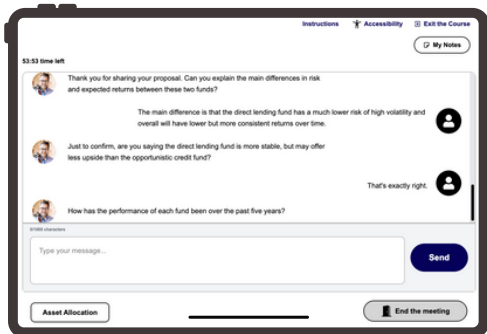 Instructions
Accessibility
Exit the Course
My Notes
53:53 time left
Thank you for sharing your proposal. Can you explain the main differences in risk
and expected returns between these two funds?
The main difference is that the direct lending fund has a much lower risk of high volatility and
overall will have lower but more consistent returns over time.
Just to confirm, are you saying the direct lending fund is more stable, but may offer
less upside than the opportunistic credit fund?
That's exactly right.
How has the performance of each fund been over the past five years?
characters
Type your message...
Send
Asset Allocation
End the meeting